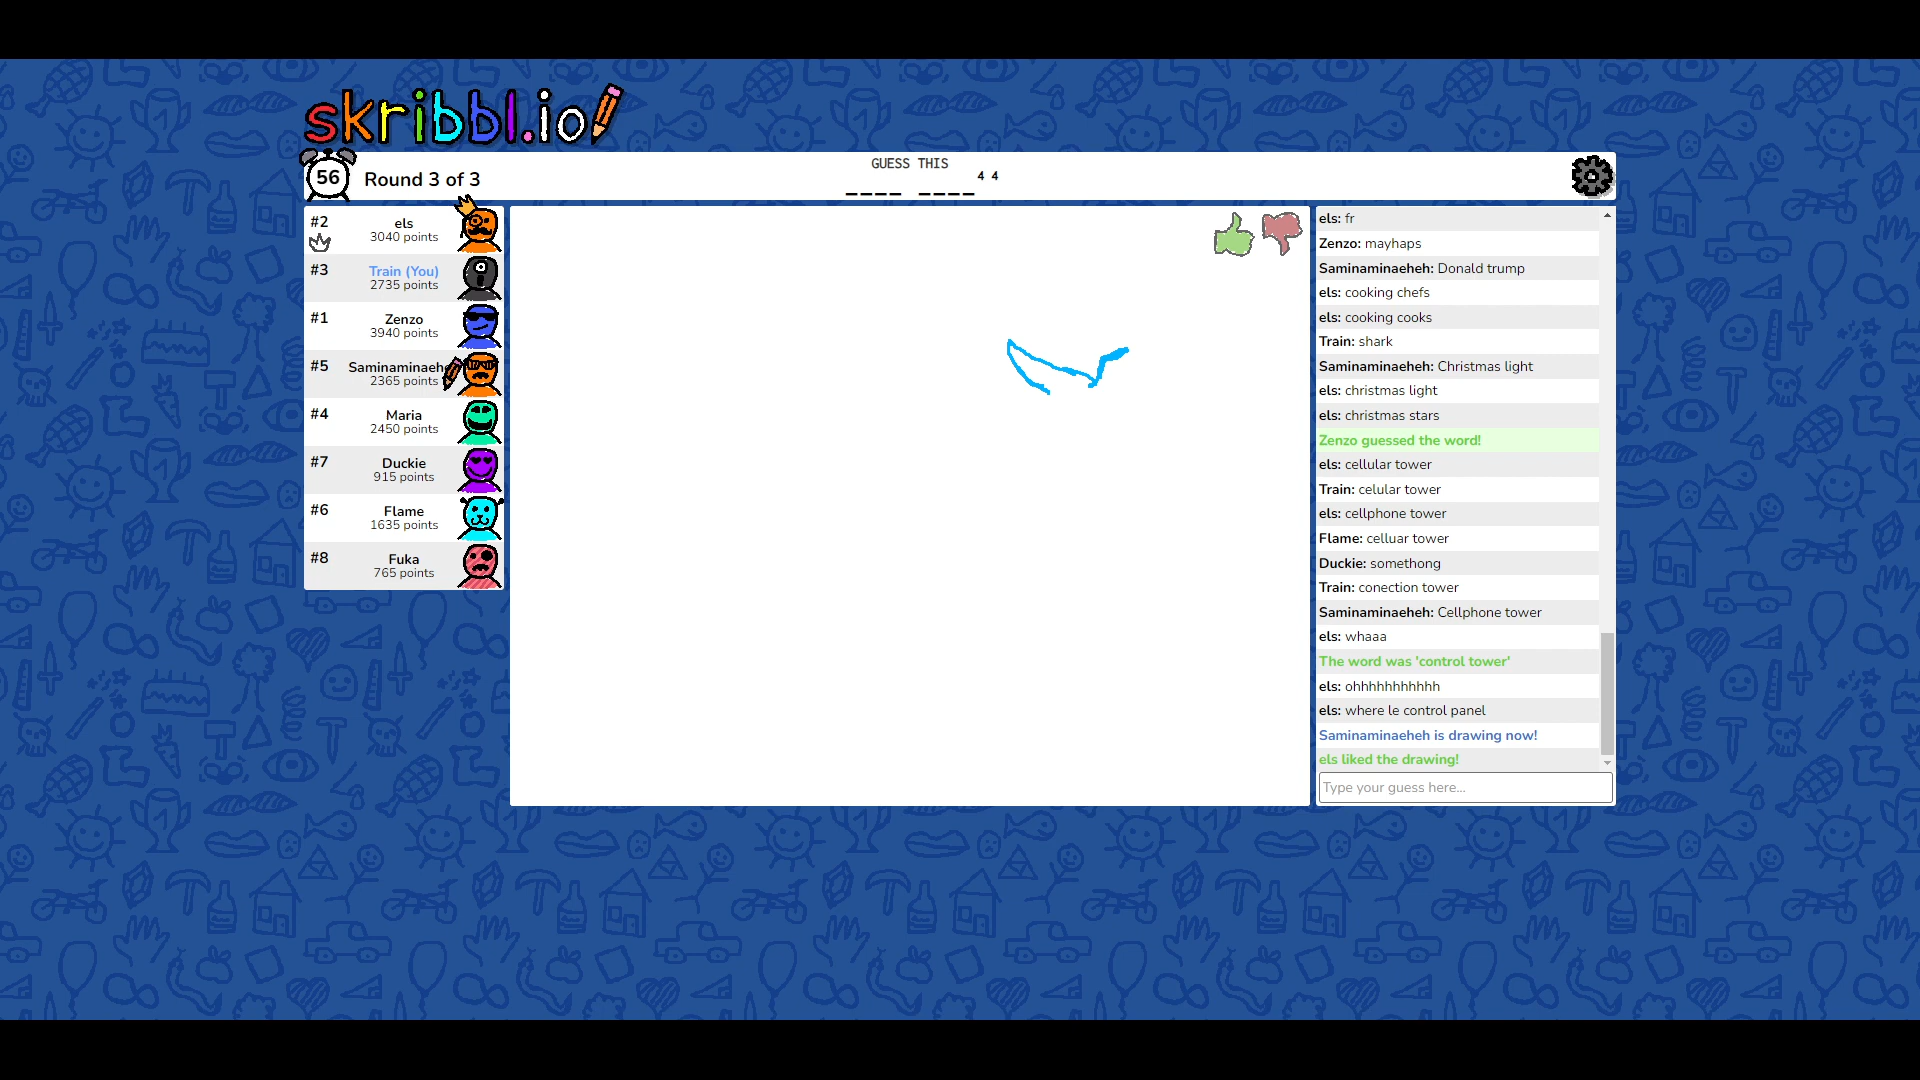 skribbl.io
56
Round 3 of 3
GUESS THIS
____ ____ 4 4
#2
els
3040 points
#3
Train (You)
2735 points
#1
Zenzo
3940 points
#5
Saminaminaehe
2365 points
#4
Maria
2450 points
#7
Duckie
915 points
#6
Flame
1635 points
#8
Fuka
765 points
els: fr
Zenzo: mayhaps
Saminaminaeheh: Donald trump
els: cooking chefs
els: cooking cooks
Train: shark
Saminaminaeheh: Christmas light
els: christmas light
els: christmas stars
Zenzo guessed the word!
els: cellular tower
Train: celular tower
els: cellphone tower
Flame: celluar tower
Duckie: somethong
Train: conection tower
Saminaminaeheh: Cellphone tower
els: whaaa
The word was 'control tower'
els: ohhhhhhhhhhh
els: where le control panel
Saminaminaeheh is drawing now!
els liked the drawing!
Type your guess here...